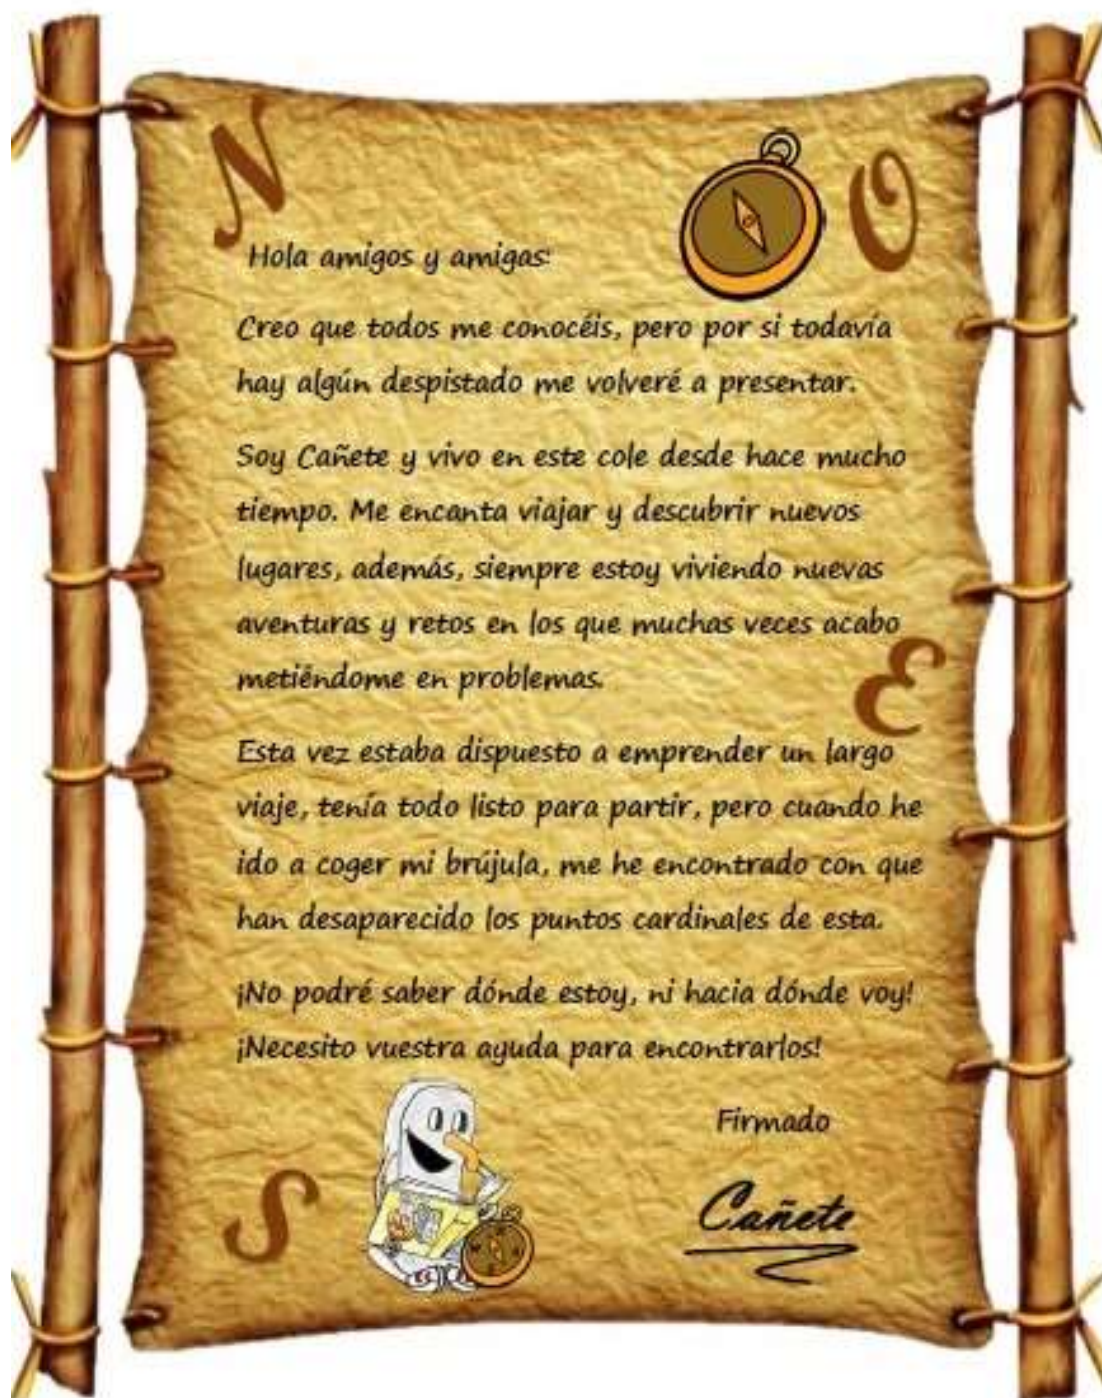 N
O
Hola amigos y amigas:
Creo que todos me conocéis, pero por si todavía
hay algún despistado me volveré a presentar.
Soy Cañete y vivo en este cole desde hace mucho
tiempo. Me encanta viajar y descubrir nuevos
lugares, además, siempre estoy viviendo nuevas
aventuras y retos en los que muchas veces acabo
metiéndome en problemas.
E
Esta vez estaba dispuesto a emprender un largo
viaje, tenía todo listo para partir, pero cuando he
ido a coger mi brújula, me he encontrado con que
han desaparecido los puntos cardinales de esta.
¡No podré saber dónde estoy, ni hacia dónde voy!
¡Necesito vuestra ayuda para encontrarlos!
Firmado
S
Cañete